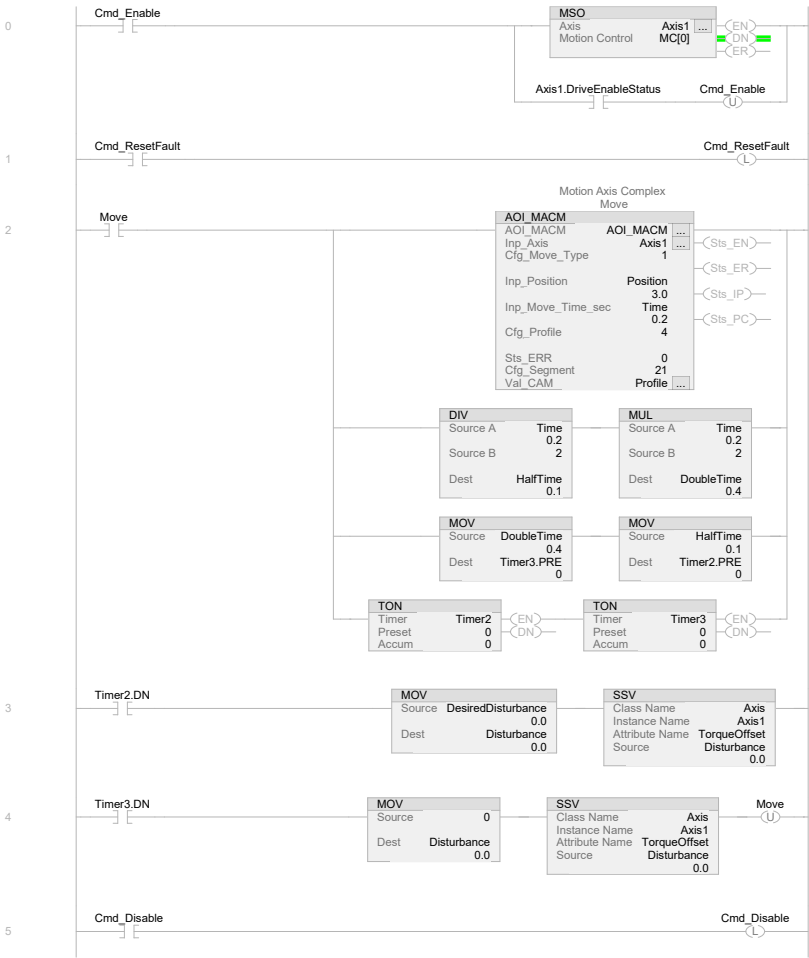 Cmd_Enable MSO
0 Axis Axis1 ... EN
Motion Control MC[0] DN
ER
Axis1.DriveEnableStatus Cmd_Enable
U
Cmd_ResetFault Cmd_ResetFault
1 L
Motion Axis Complex
Move
Move AOI_MACM
2 AOI_MACM AOI_MACM ...
Inp_Axis Axis1 ... Sts_EN
Cfg_Move_Type 1
Sts_ER
Inp_Position Position
3.0 Sts_IP
Inp_Move_Time_sec Time
0.2 Sts_PC
Cfg_Profile 4
Sts_ERR 0
Cfg_Segment 21
Val_CAM Profile ...
DIV MUL
Source A Time Source A Time
0.2 0.2
Source B 2 Source B 2
Dest HalfTime Dest DoubleTime
0.1 0.4
MOV MOV
Source DoubleTime Source HalfTime
0.4 0.1
Dest Timer3.PRE Dest Timer2.PRE
0 0
TON TON
Timer Timer2 EN Timer Timer3 EN
Preset 0 DN Preset 0 DN
Accum 0 Accum 0
Timer2.DN MOV SSV
3 Source DesiredDisturbance Class Name Axis
0.0 Instance Name Axis1
Dest Disturbance Attribute Name TorqueOffset
0.0 Source Disturbance
0.0
Timer3.DN MOV SSV Move
4 Source 0 Class Name Axis U
Instance Name Axis1
Dest Disturbance Attribute Name TorqueOffset
0.0 Source Disturbance
0.0
Cmd_Disable Cmd_Disable
5 L